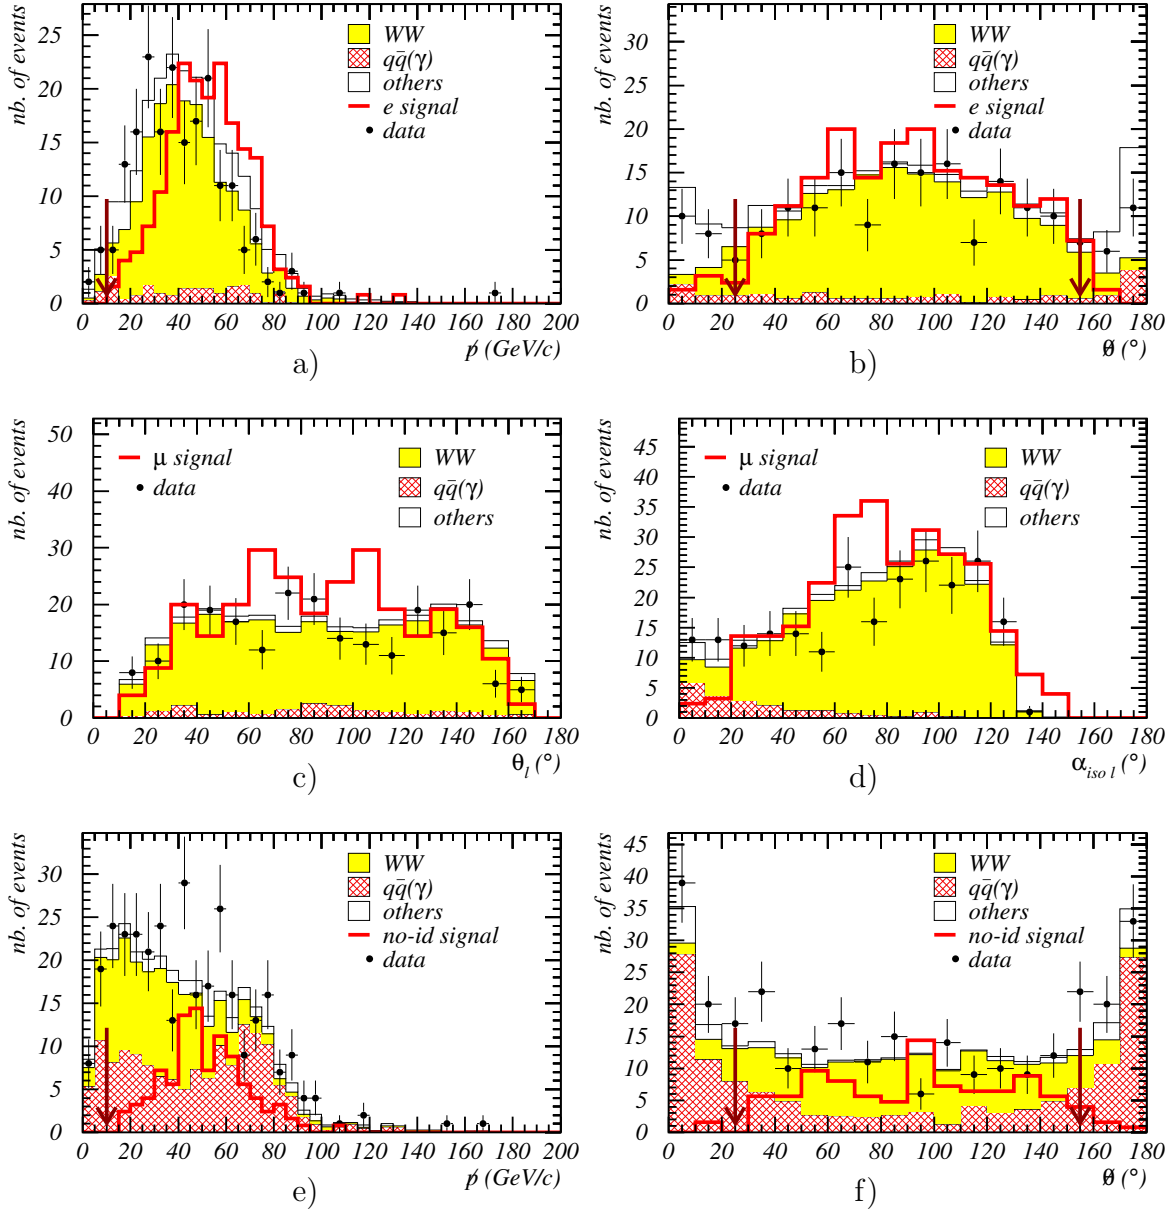 nb. of events
25
20
15
10
5
0
WW
qq̄(γ)
others
e signal
data
0 20 40 60 80 100 120 140 160 180 200
p̸ (GeV/c)
a)
nb. of events
30
25
20
15
10
5
0
WW
qq̄(γ)
others
e signal
data
0 20 40 60 80 100 120 140 160 180
θ̸ (°)
b)
nb. of events
50
40
30
20
10
0
μ signal
data
WW
qq̄(γ)
others
0 20 40 60 80 100 120 140 160 180
θ_l (°)
c)
nb. of events
45
40
35
30
25
20
15
10
5
0
μ signal
data
WW
qq̄(γ)
others
0 20 40 60 80 100 120 140 160 180
α_iso l (°)
d)
nb. of events
30
25
20
15
10
5
0
WW
qq̄(γ)
others
no-id signal
data
0 20 40 60 80 100 120 140 160 180 200
p̸ (GeV/c)
e)
nb. of events
45
40
35
30
25
20
15
10
5
0
WW
qq̄(γ)
others
no-id signal
data
0 20 40 60 80 100 120 140 160 180
θ̸ (°)
f)